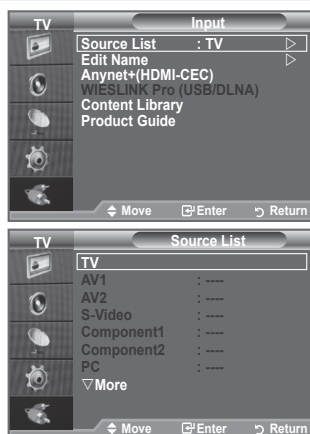 TV Input
Source List : TV ▷
Edit Name ▷
Anynet+(HDMI-CEC)
WIESLINK Pro (USB/DLNA)
Content Library
Product Guide
Move Enter Return
TV Source List
TV
AV1 : ----
AV2 : ----
S-Video : ----
Component1 : ----
Component2 : ----
PC : ----
▽More
Move Enter Return